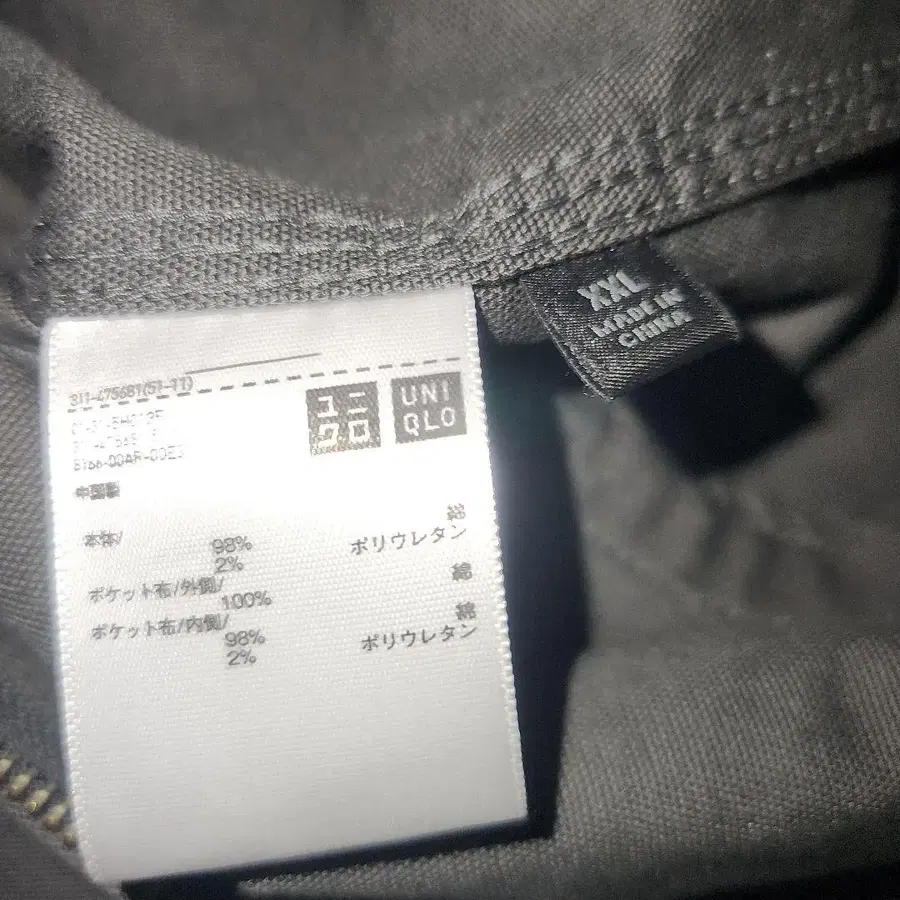 311-475681(51-11)
ユニ
クロ
UNI
QLO
中国製
本体/
98% 綿
2% ポリウレタン
ポケット布/外側/
100% 綿
ポケット布/内側/
98% 綿
2% ポリウレタン
XXL
MADE IN
CHINA